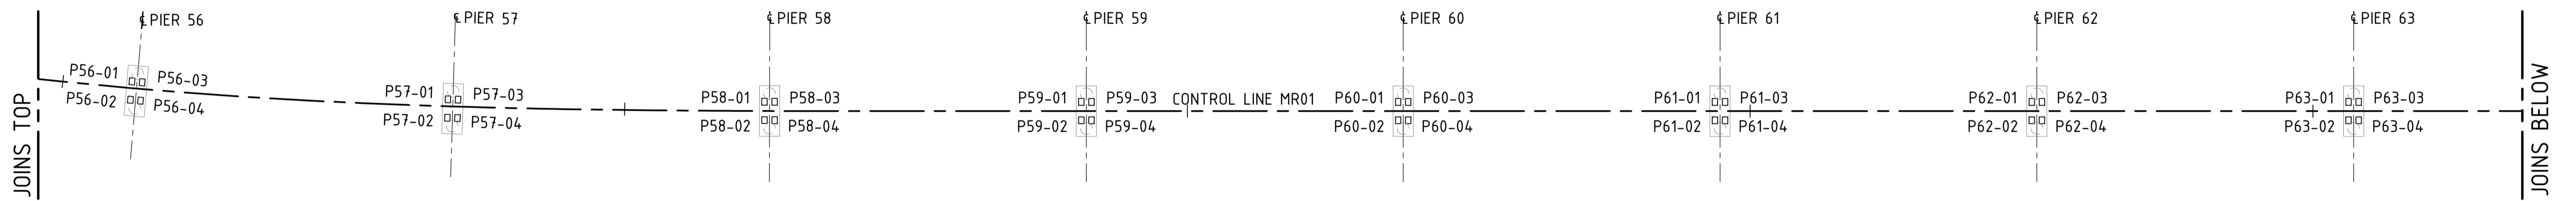 ℄ PIER 56
℄ PIER 57
℄ PIER 58
℄ PIER 59
℄ PIER 60
℄ PIER 61
℄ PIER 62
℄ PIER 63
JOINS TOP
P56-01
P56-03
P56-02
P56-04
P57-01
P57-03
P57-02
P57-04
P58-01
P58-03
P58-02
P58-04
P59-01
P59-03
P59-02
P59-04
CONTROL LINE MR01
P60-01
P60-03
P60-02
P60-04
P61-01
P61-03
P61-02
P61-04
P62-01
P62-03
P62-02
P62-04
P63-01
P63-03
P63-02
P63-04
JOINS BELOW